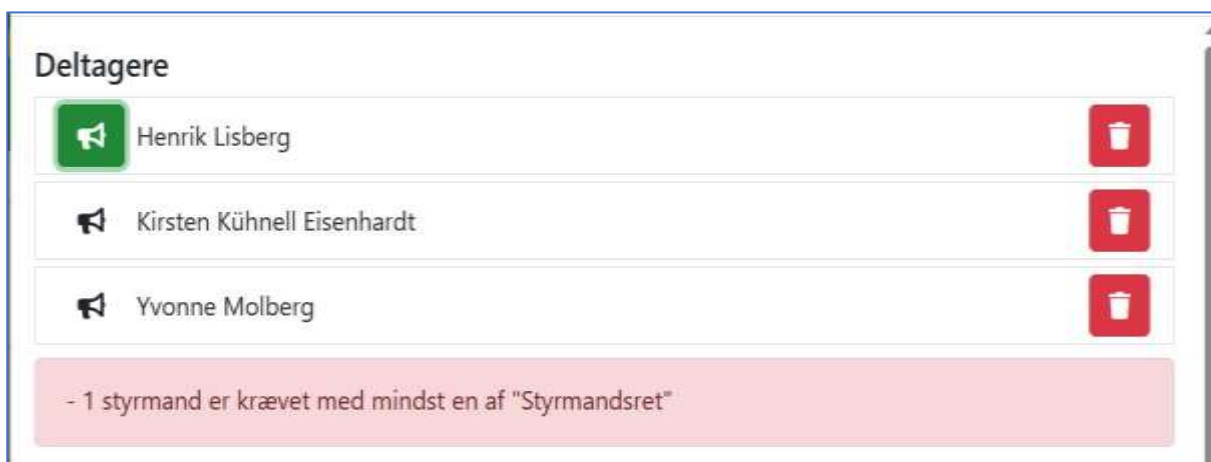 Deltagere
Henrik Lisberg
Kirsten Kühnell Eisenhardt
Yvonne Molberg
- 1 styrmand er krævet med mindst en af "Styrmandsret"